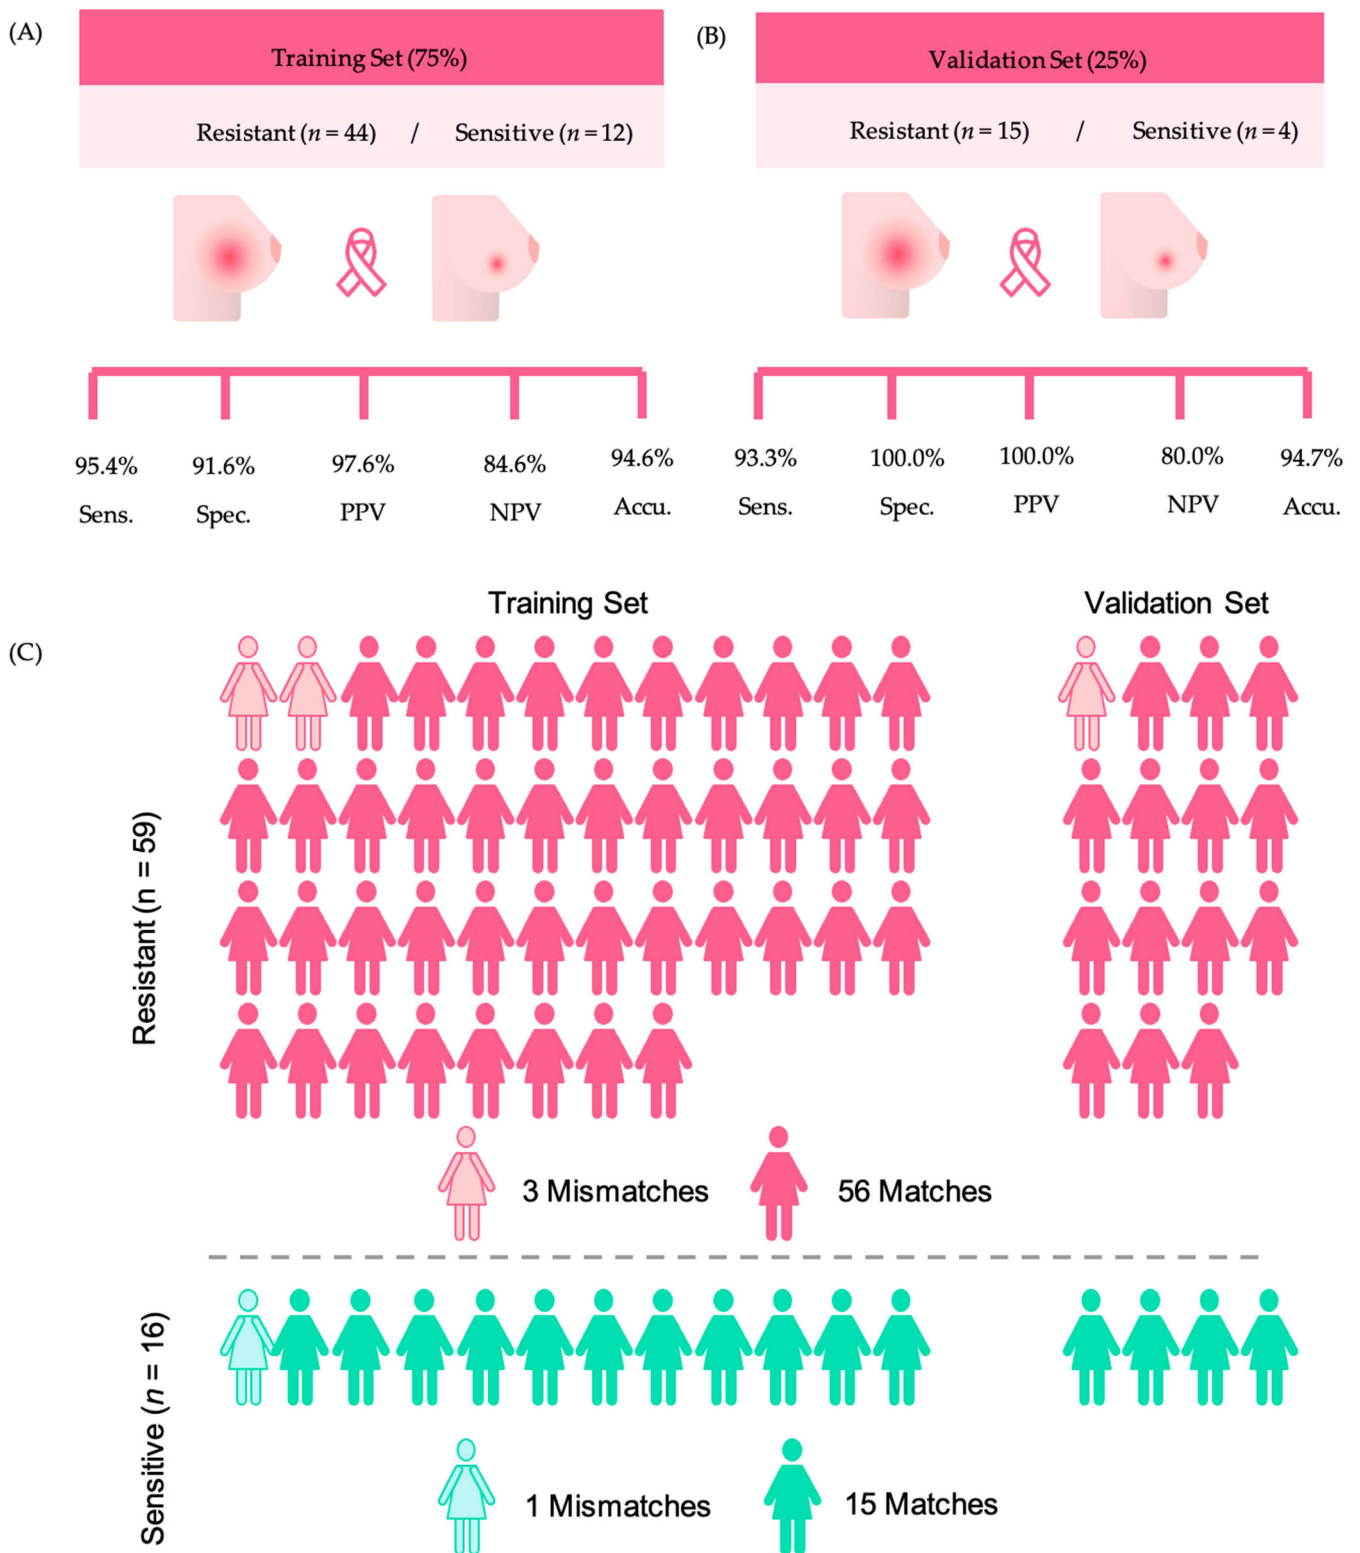 (A)
Training Set (75%)
Resistant (n = 44) / Sensitive (n = 12)
95.4% 91.6% 97.6% 84.6% 94.6%
Sens. Spec. PPV NPV Accu.
(B)
Validation Set (25%)
Resistant (n = 15) / Sensitive (n = 4)
93.3% 100.0% 100.0% 80.0% 94.7%
Sens. Spec. PPV NPV Accu.
(C)
Training Set Validation Set
Resistant (n = 59)
3 Mismatches 56 Matches
Sensitive (n = 16)
1 Mismatches 15 Matches